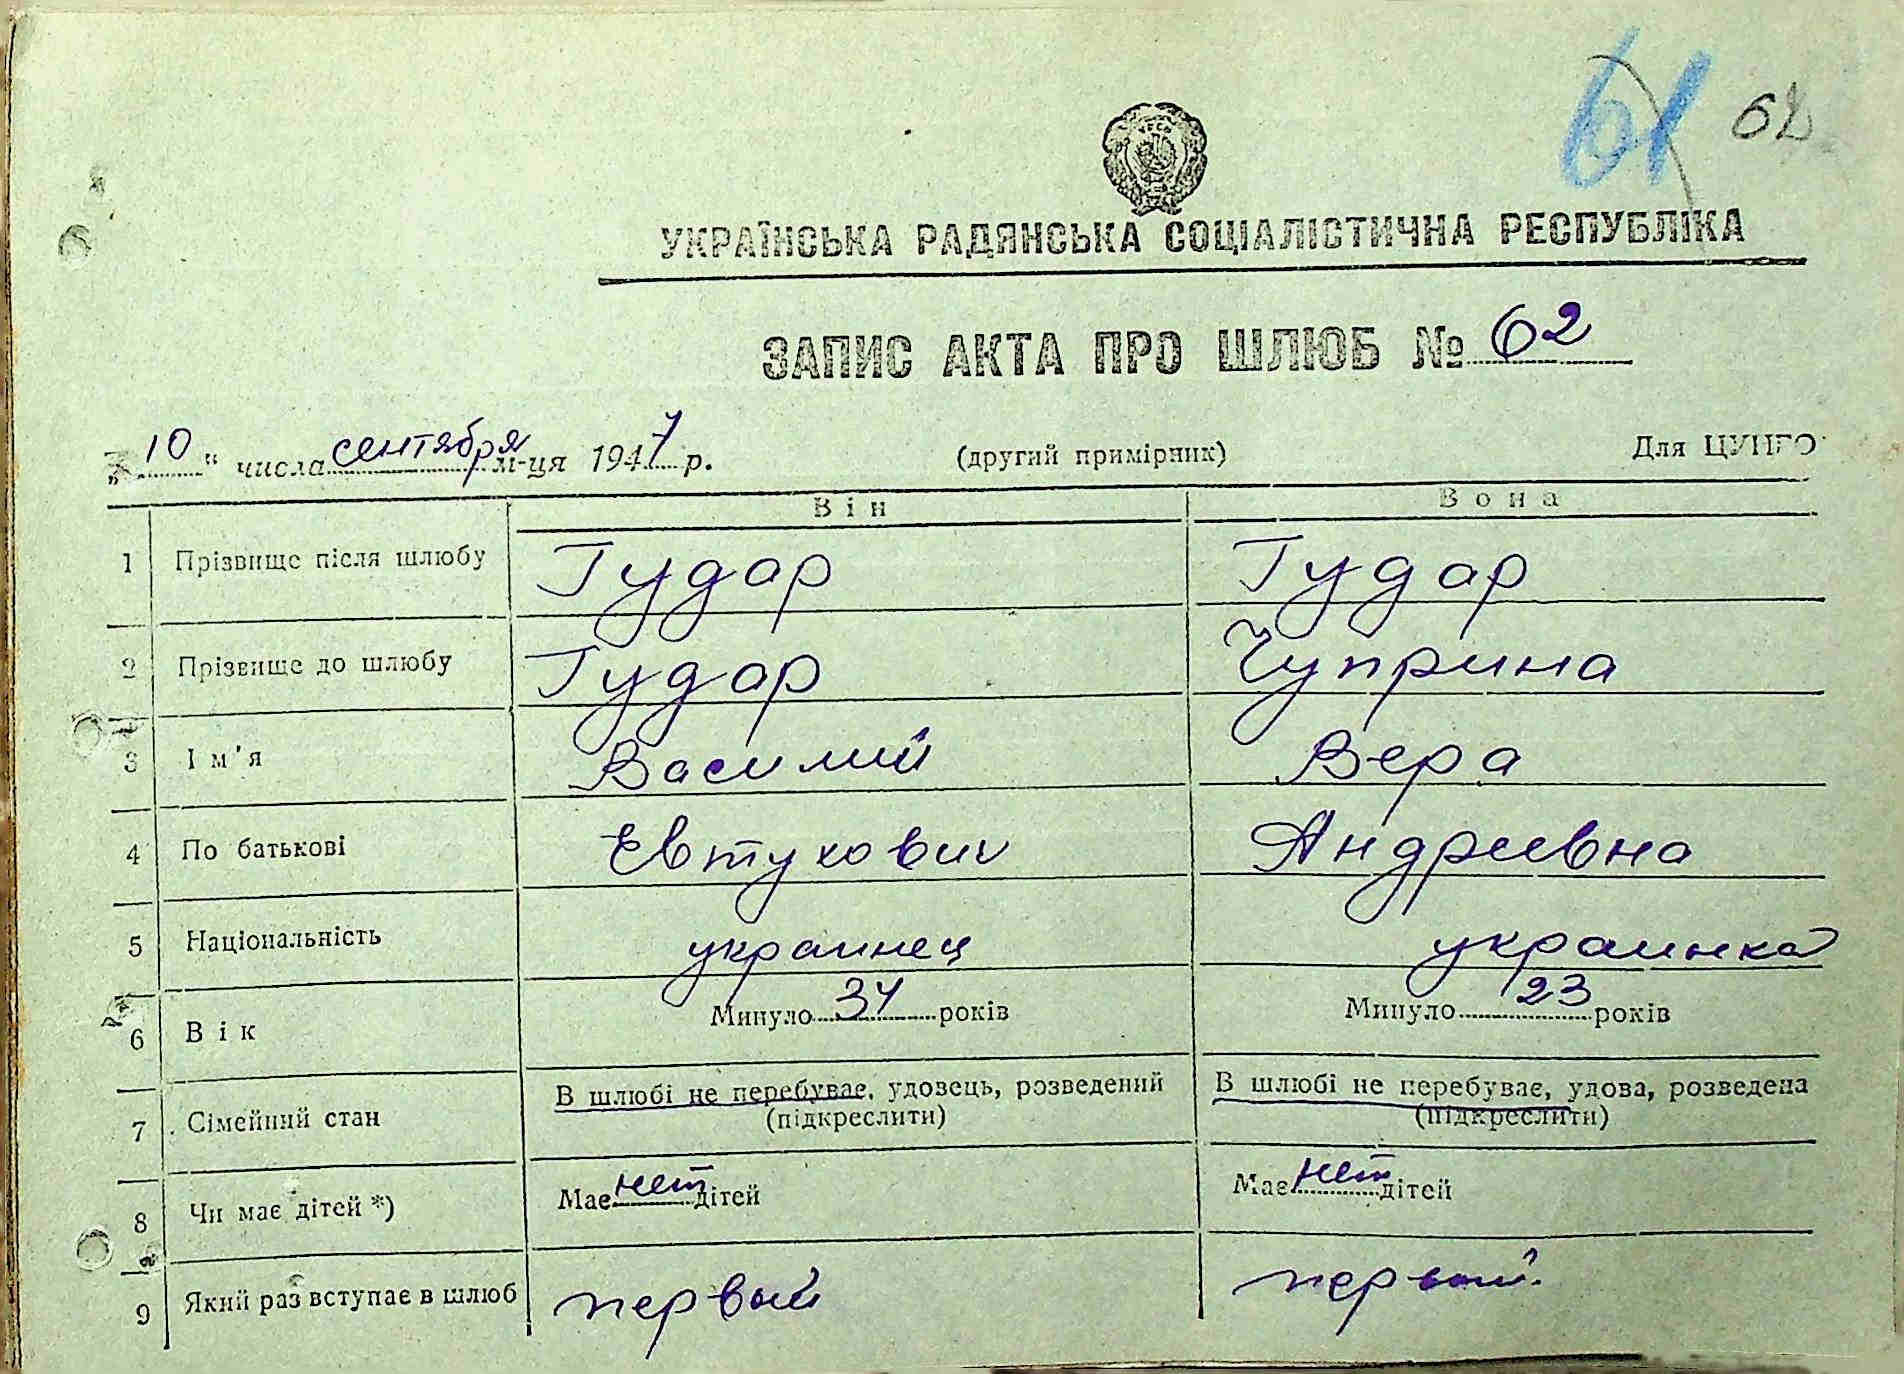 61 62
УКРАЇНСЬКА РАДЯНСЬКА СОЦІАЛІСТИЧНА РЕСПУБЛІКА
ЗАПИС АКТА ПРО ШЛЮБ № 62
„10“ числа сентября м-ця 1947 р. (другий примірник) Для ЦУНГО
Він Вона
1 Прізвище після шлюбу Гудар Гудар
2 Прізвище до шлюбу Гудар Чуприна
3 Ім'я Василий Вера
4 По батькові Евтухович Андреевна
5 Національність украинец украинка
6 Вік Минуло 34 років Минуло 23 років
7 Сімейний стан В шлюбі не перебуває, удовець, розведений В шлюбі не перебуває, удова, розведена
(підкреслити) (підкреслити)
8 Чи має дітей *) Має нет дітей Має нет дітей
9 Який раз вступає в шлюб первый первый